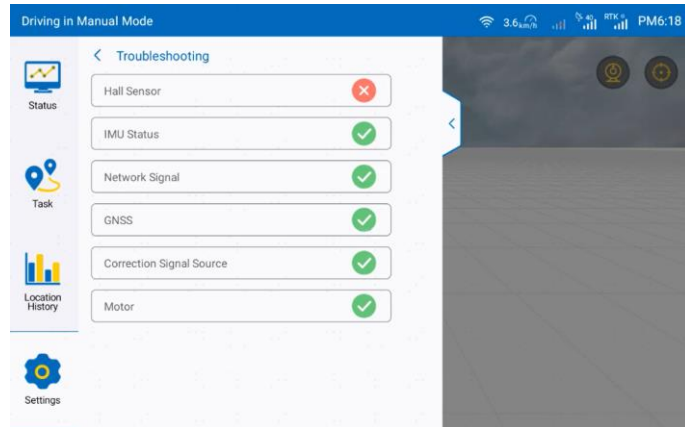 Driving in Manual Mode
3.6km/h
40
RTK
PM6:18
Troubleshooting
Status
Hall Sensor
IMU Status
Network Signal
Task
GNSS
Correction Signal Source
Location
History
Motor
Settings